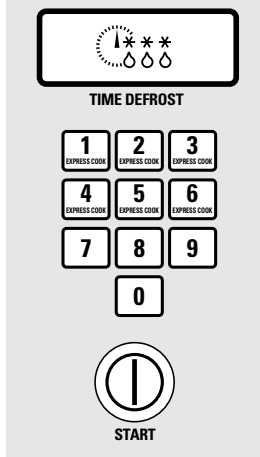 TIME DEFROST
1 2 3
EXPRESS COOK EXPRESS COOK EXPRESS COOK
4 5 6
EXPRESS COOK EXPRESS COOK EXPRESS COOK
7 8 9
0
START